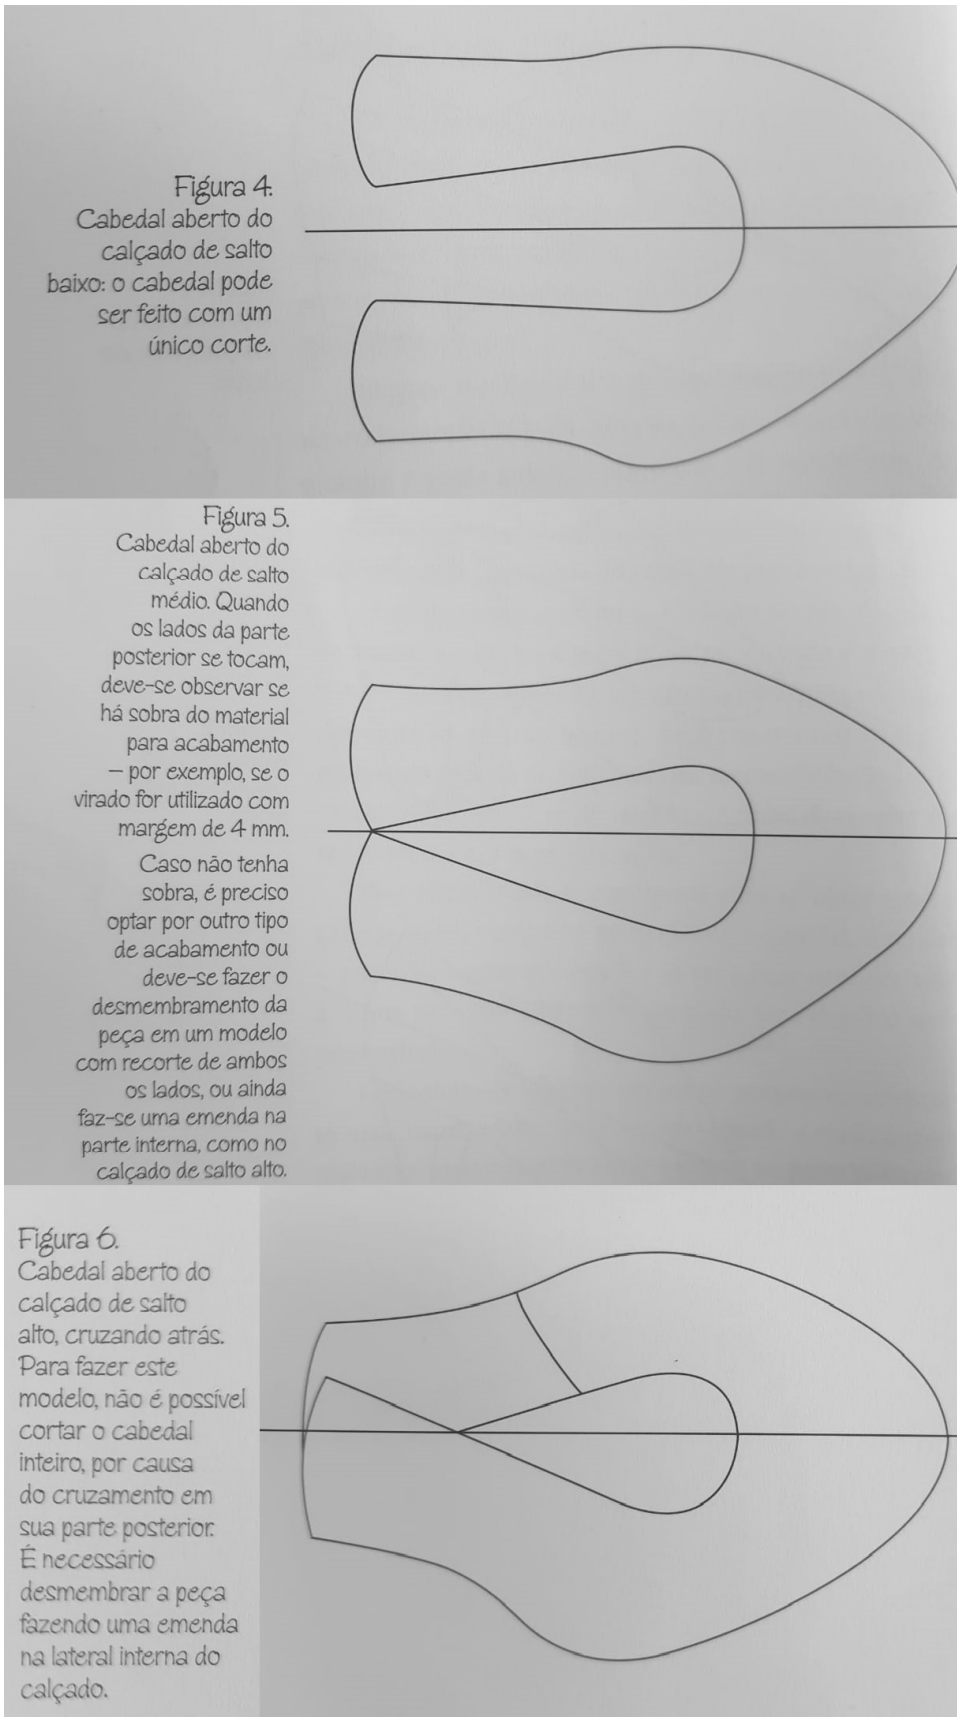 Figura 4.
Cabedal aberto do
calçado de salto
baixo: o cabedal pode
ser feito com um
único corte.
Figura 5.
Cabedal aberto do
calçado de salto
médio. Quando
os lados da parte
posterior se tocam,
deve-se observar se
há sobra do material
para acabamento
– por exemplo, se o
virado for utilizado com
margem de 4 mm.
Caso não tenha
sobra, é preciso
optar por outro tipo
de acabamento ou
deve-se fazer o
desmembramento da
peça em um modelo
com recorte de ambos
os lados, ou ainda
faz-se uma emenda na
parte interna, como no
calçado de salto alto.
Figura 6.
Cabedal aberto do
calçado de salto
alto, cruzando atrás.
Para fazer este
modelo, não é possível
cortar o cabedal
inteiro, por causa
do cruzamento em
sua parte posterior.
É necessário
desmembrar a peça
fazendo uma emenda
na lateral interna do
calçado.